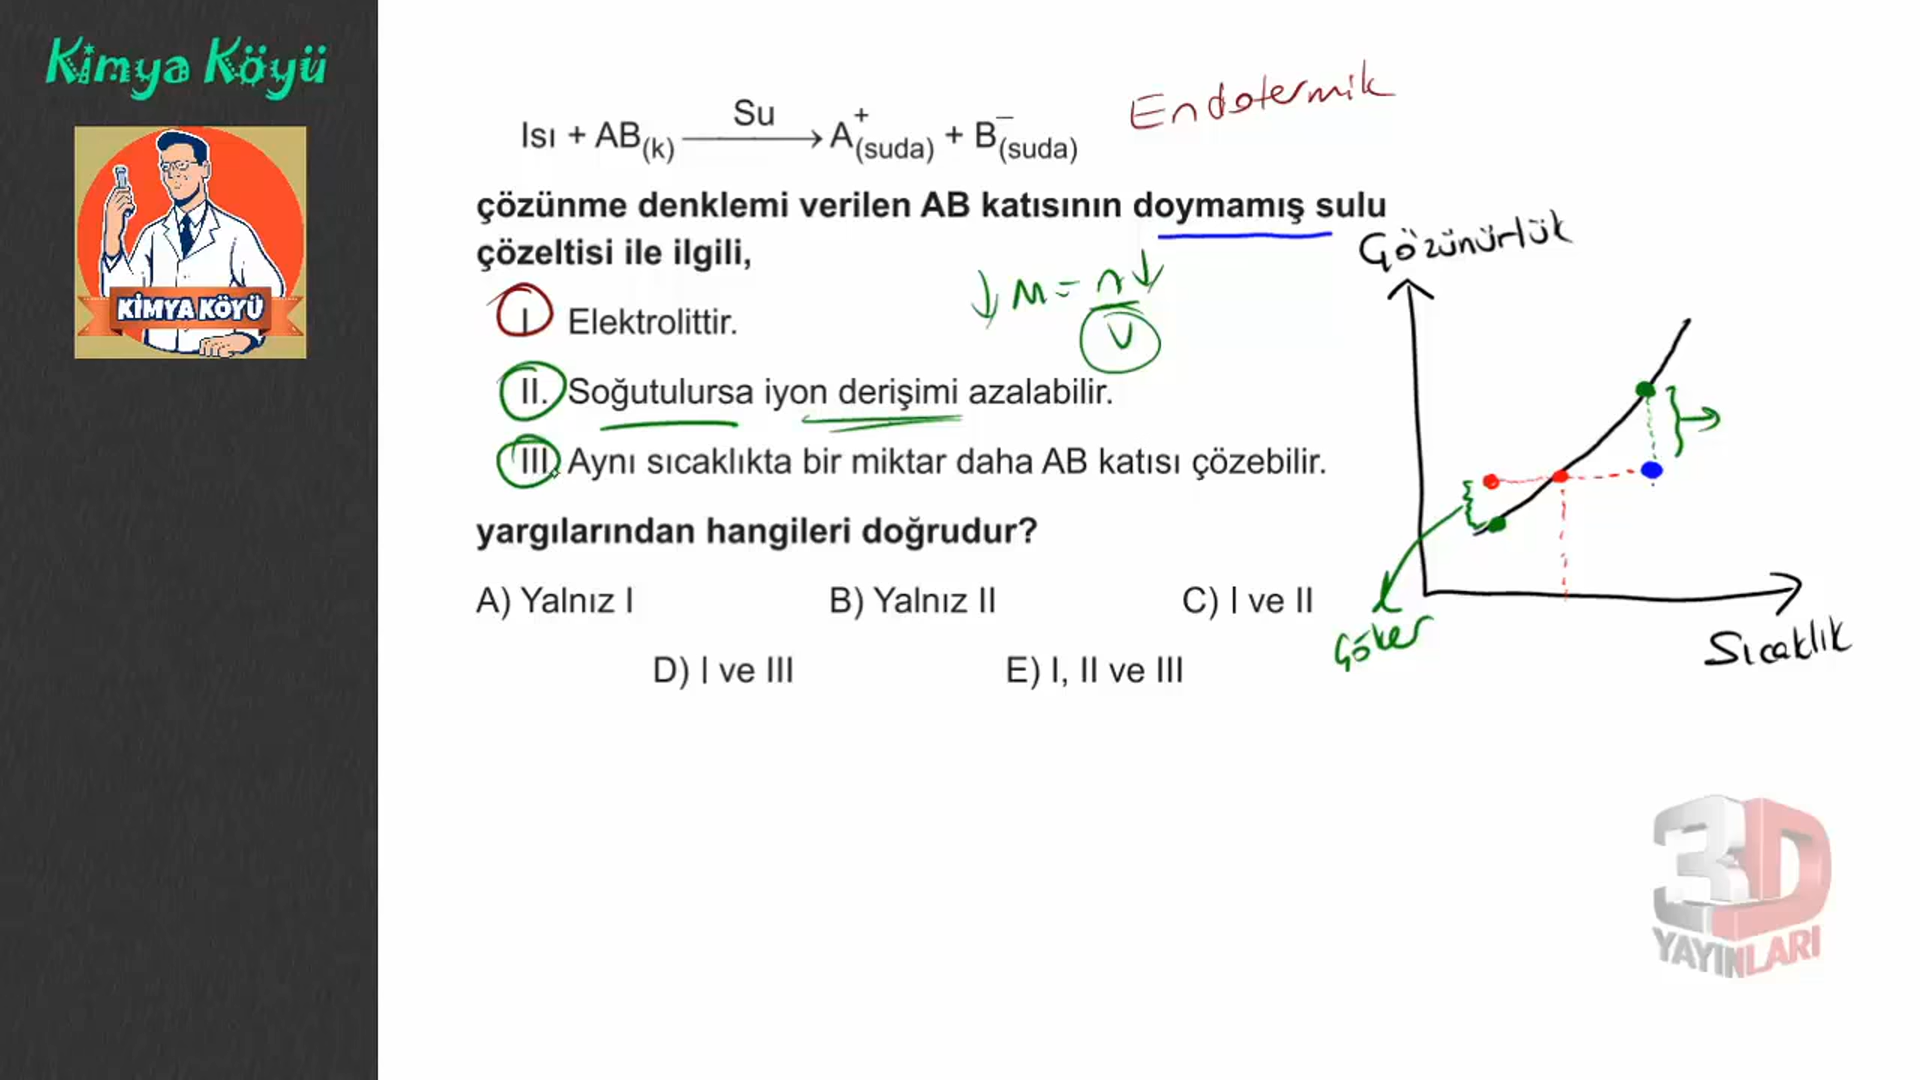 Kimya Köyü
KİMYA KÖYÜ
Isı + AB(k) Su → A+(suda) + B−(suda)
Endotermik
çözünme denklemi verilen AB katısının doymamış sulu
çözeltisi ile ilgili,
↓ M = n↓ / V
I Elektrolittir.
II. Soğutulursa iyon derişimi azalabilir.
III. Aynı sıcaklıkta bir miktar daha AB katısı çözebilir.
yargılarından hangileri doğrudur?
A) Yalnız I B) Yalnız II C) I ve II
D) I ve III E) I, II ve III
Çözünürlük
Çöker
Sıcaklık
3D
YAYINLARI